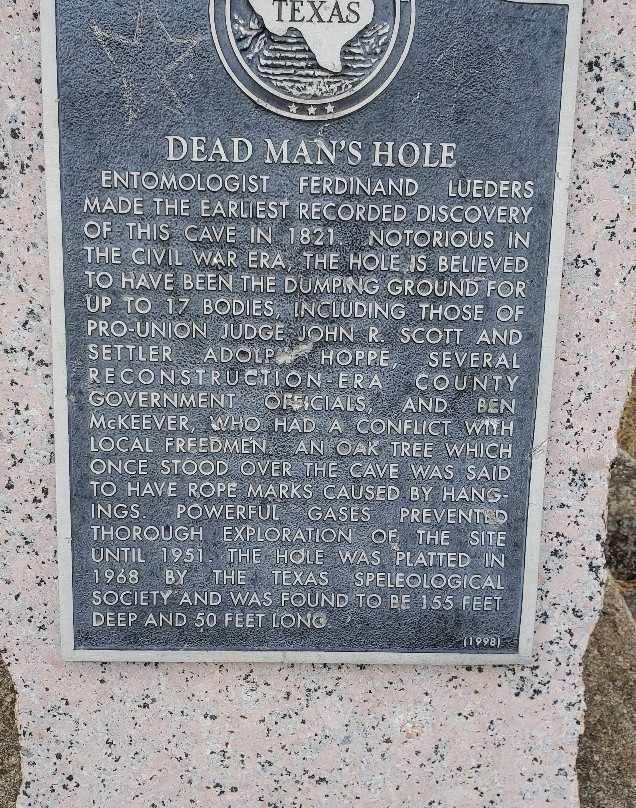 TEXAS
DEAD MAN'S HOLE
ENTOMOLOGIST FERDINAND LUEDERS
MADE THE EARLIEST RECORDED DISCOVERY
OF THIS CAVE IN 1821 NOTORIOUS IN
THE CIVIL WAR ERA, THE HOLE IS BELIEVED
TO HAVE BEEN THE DUMPING GROUND FOR
UP TO 17 BODIES, INCLUDING THOSE OF
PRO-UNION JUDGE JOHN R. SCOTT AND
SETTLER ADOLPH HOPPE, SEVERAL
RECONSTRUCTION-ERA COUNTY
GOVERNMENT OFFICIALS, AND BEN
McKEEVER, WHO HAD A CONFLICT WITH
LOCAL FREEDMEN AN OAK TREE WHICH
ONCE STOOD OVER THE CAVE WAS SAID
TO HAVE ROPE MARKS CAUSED BY HANG-
INGS. POWERFUL GASES PREVENTED
THOROUGH EXPLORATION OF THE SITE
UNTIL 1951. THE HOLE WAS PLATTED IN
1968 BY THE TEXAS SPELEOLOGICAL
SOCIETY AND WAS FOUND TO BE 155 FEET
DEEP AND 50 FEET LONG
(1998)